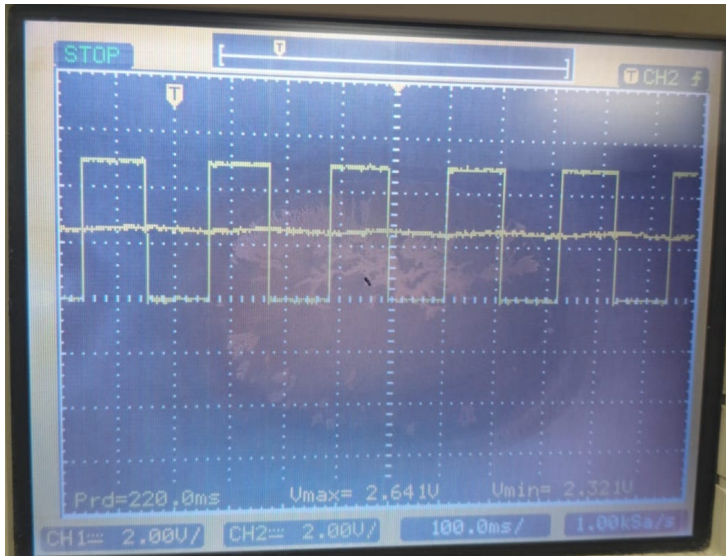 STOP
T
T CH2
T
Prd=220.0ms Vmax= 2.641V Vmin= 2.321V
CH1 2.00V/ CH2 2.00V/ 100.0ms/ 1.00kSa/s